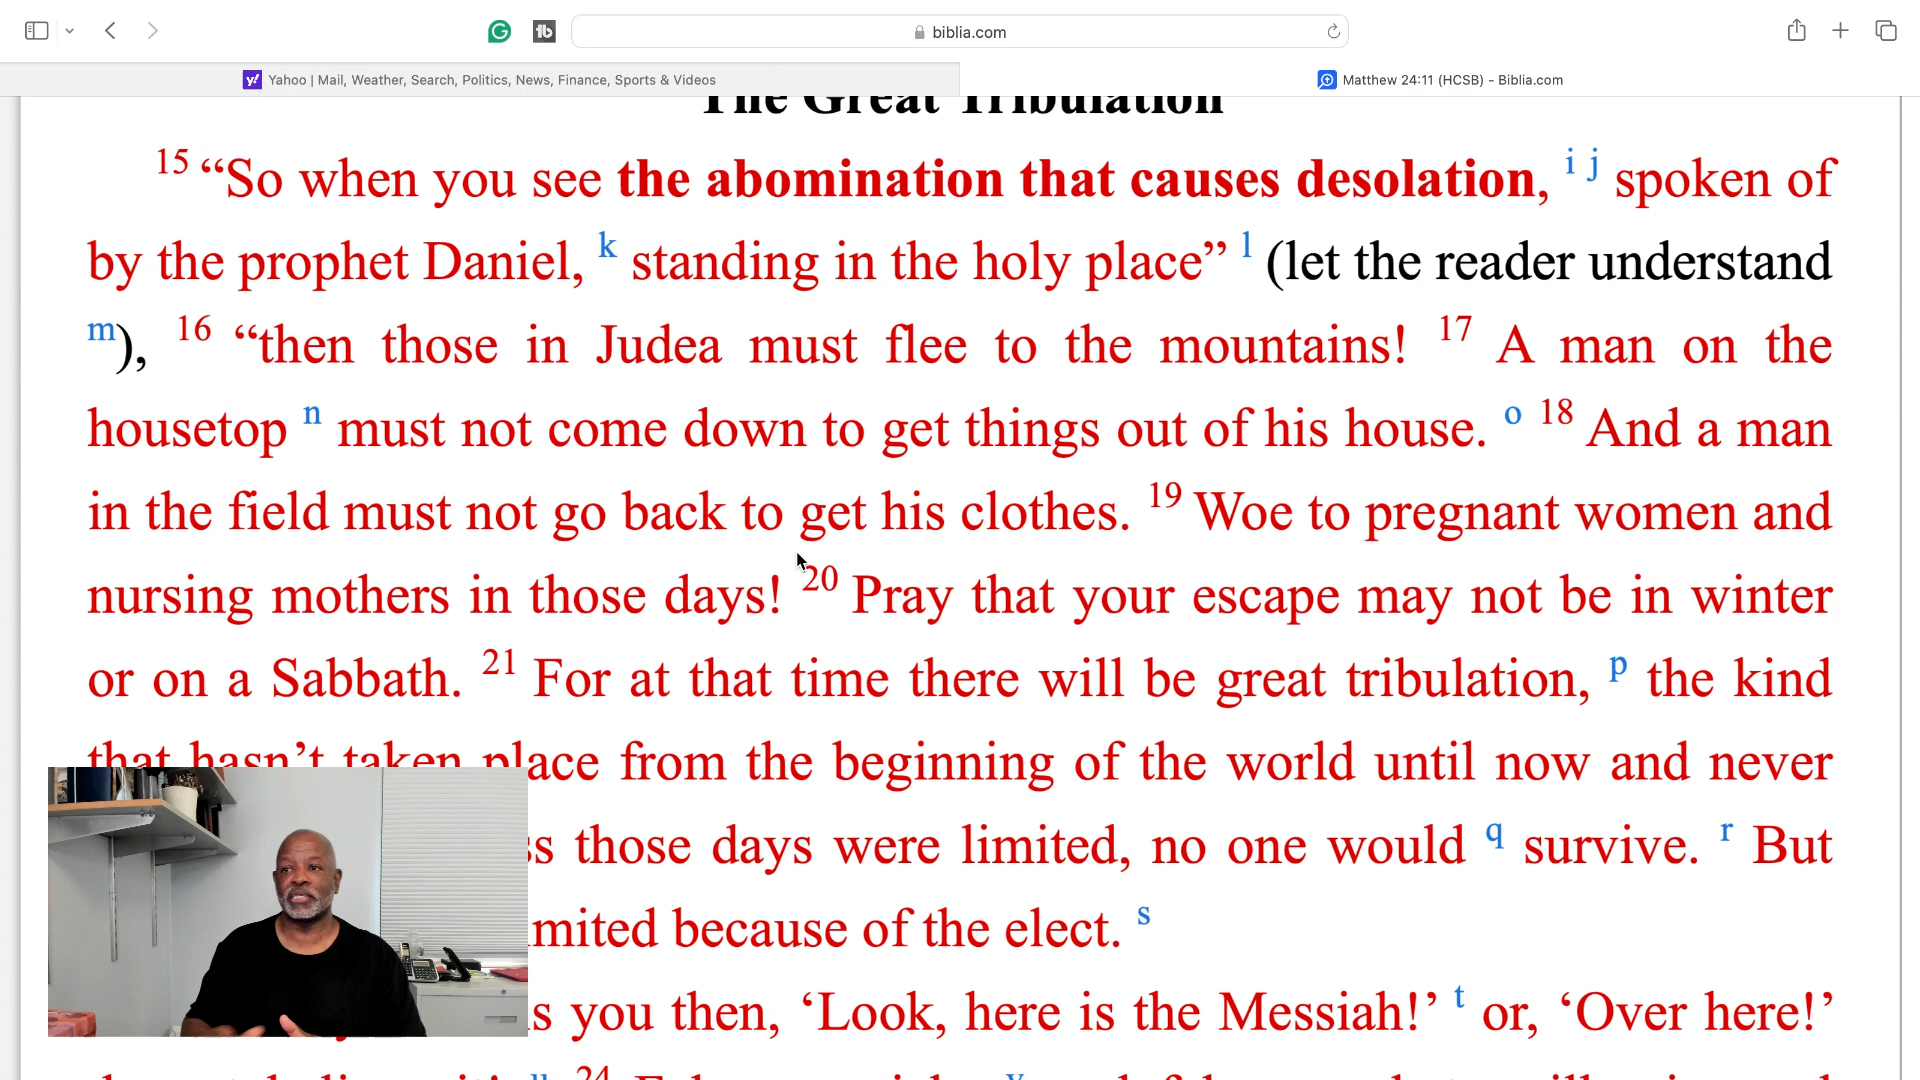 biblia.com
Yahoo | Mail, Weather, Search, Politics, News, Finance, Sports & Videos
Matthew 24:11 (HCSB) - Biblia.com
The Great Tribulation
15 “So when you see the abomination that causes desolation, i j spoken of
by the prophet Daniel, k standing in the holy place” l (let the reader understand
m), 16 “then those in Judea must flee to the mountains! 17 A man on the
housetop n must not come down to get things out of his house. o 18 And a man
in the field must not go back to get his clothes. 19 Woe to pregnant women and
nursing mothers in those days! 20 Pray that your escape may not be in winter
or on a Sabbath. 21 For at that time there will be great tribulation, p the kind
that hasn’t taken place from the beginning of the world until now and never
those days were limited, no one would q survive. r But
because of the elect. s
you then, ‘Look, here is the Messiah!’ t or, ‘Over here!’
24